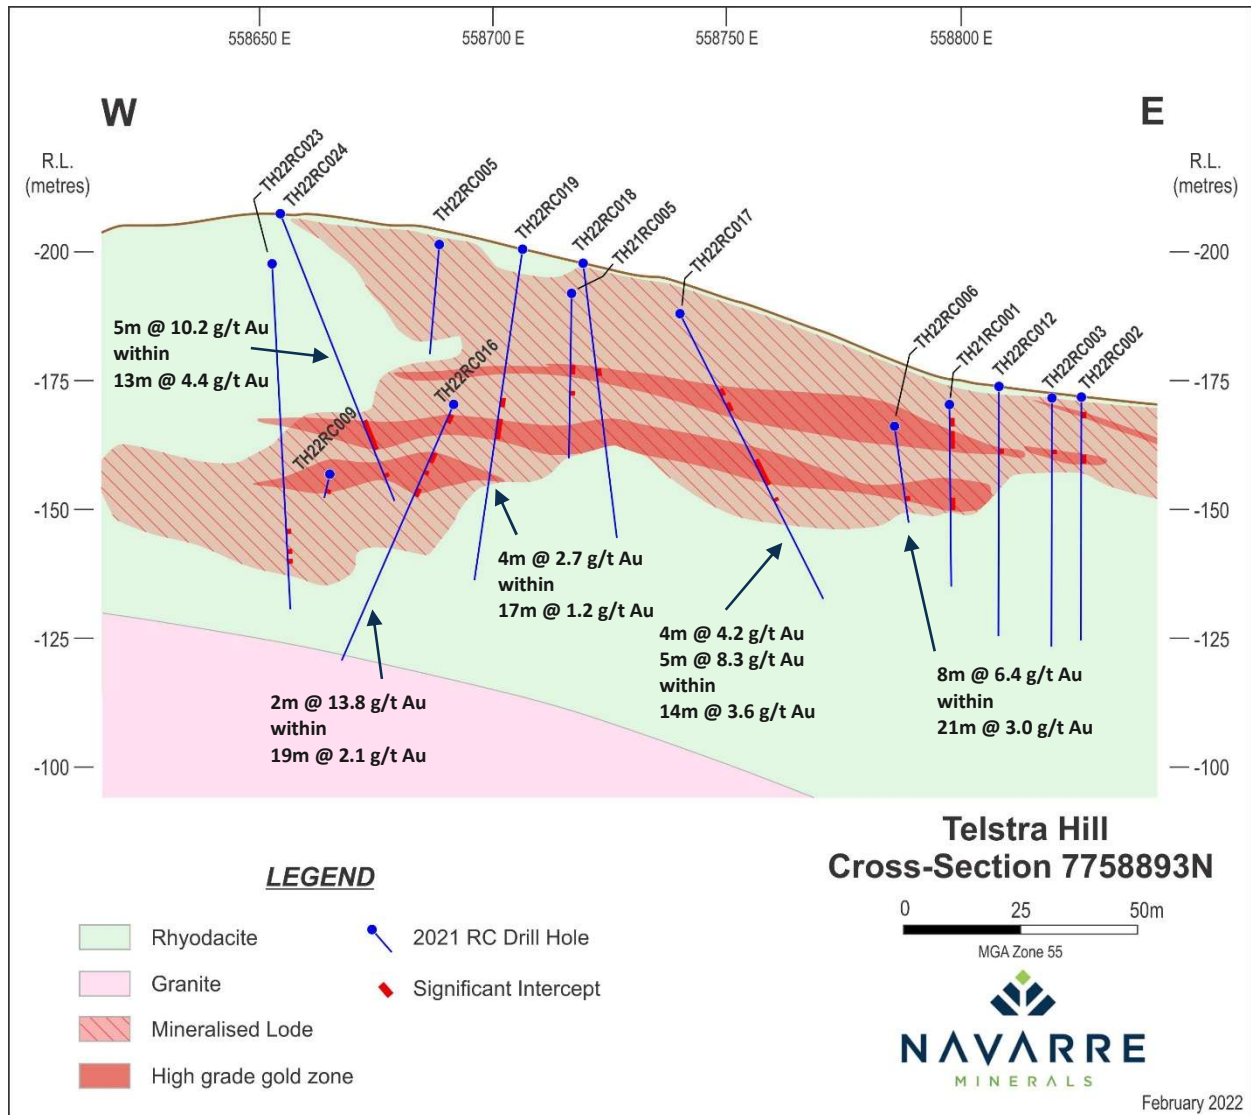 558650 E
558700 E
558750 E
558800 E
W
E
R.L.
(metres)
R.L.
(metres)
TH22RC023
TH22RC024
TH22RC005
TH22RC019
TH22RC018
TH21RC005
TH22RC017
TH22RC006
TH21RC001
TH22RC012
TH22RC003
TH22RC002
TH22RC016
TH22RC009
-200
-175
-150
-125
-100
-200
-175
-150
-125
-100
5m @ 10.2 g/t Au
within
13m @ 4.4 g/t Au
4m @ 2.7 g/t Au
within
17m @ 1.2 g/t Au
2m @ 13.8 g/t Au
within
19m @ 2.1 g/t Au
4m @ 4.2 g/t Au
5m @ 8.3 g/t Au
within
14m @ 3.6 g/t Au
8m @ 6.4 g/t Au
within
21m @ 3.0 g/t Au
Telstra Hill
Cross-Section 7758893N
0 25 50m
MGA Zone 55
LEGEND
Rhyodacite
Granite
Mineralised Lode
High grade gold zone
2021 RC Drill Hole
Significant Intercept
NAVARRE
MINERALS
February 2022